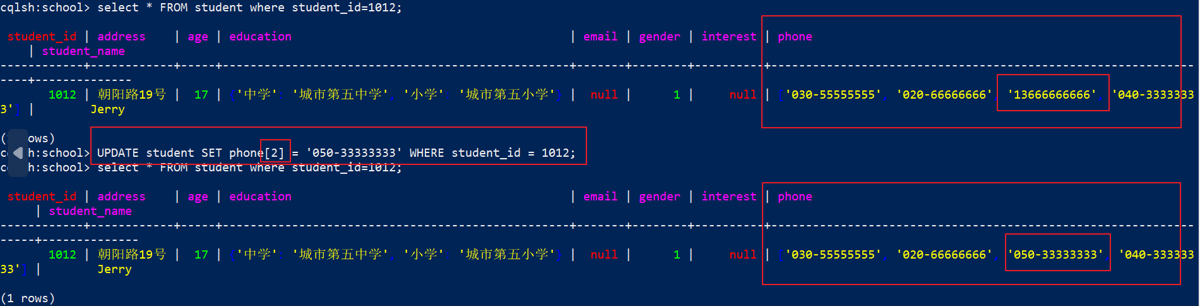 cqlsh:school> select * FROM student where student_id=1012;
student_id | address | age | education | email | gender | interest | phone
| student_name
------------+-----------+-----+------------------------------------------+-------+--------+----------+-----------------------------------------------------
----+--------------
1012 | 朝阳路19号 | 17 | {'中学': '城市第五中学', '小学': '城市第五小学'} | null | 1 | null | ['030-55555555', '020-66666666', '13666666666', '040-3333333
3'] | Jerry
rows)
h:school> UPDATE student SET phone[2] = '050-33333333' WHERE student_id = 1012;
h:school> select * FROM student where student_id=1012;
student_id | address | age | education | email | gender | interest | phone
| student_name
------------+-----------+-----+------------------------------------------+-------+--------+----------+-----------------------------------------------------
-----+--------------
1012 | 朝阳路19号 | 17 | {'中学': '城市第五中学', '小学': '城市第五小学'} | null | 1 | null | ['030-55555555', '020-66666666', '050-33333333', '040-333333
33'] | Jerry
(1 rows)